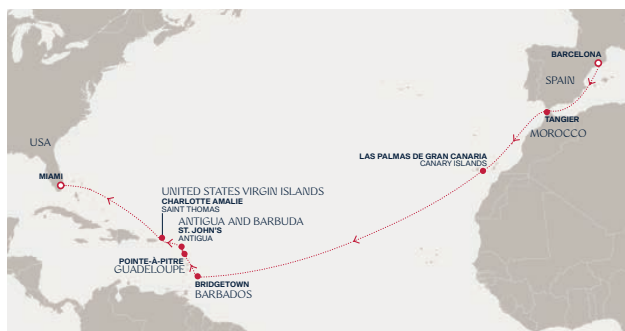 BARCELONA
SPAIN
TANGIER
MOROCCO
USA
LAS PALMAS DE GRAN CANARIA
CANARY ISLANDS
MIAMI
UNITED STATES VIRGIN ISLANDS
CHARLOTTE AMALIE
SAINT THOMAS
ANTIGUA AND BARBUDA
ST. JOHN'S
ANTIGUA
POINTE-À-PITRE
GUADELOUPE
BRIDGETOWN
BARBADOS